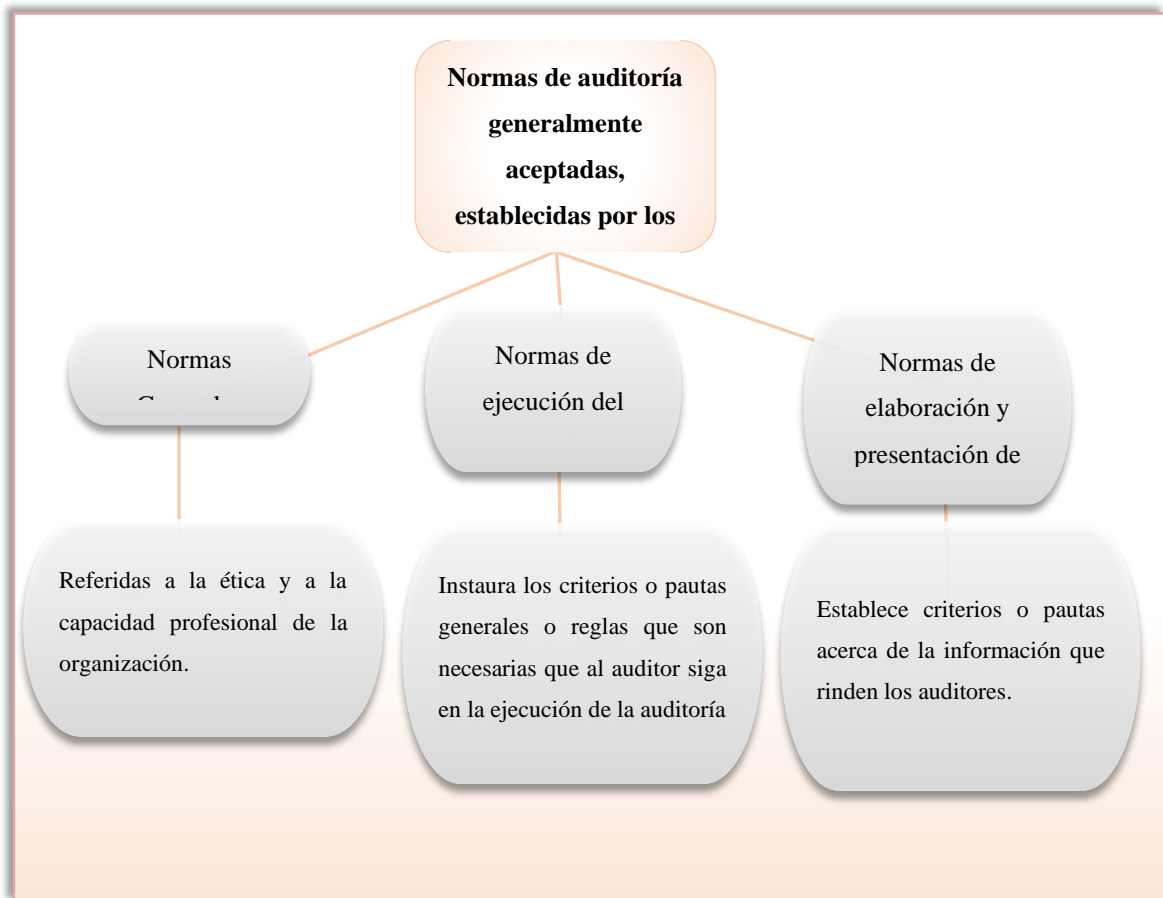 Normas de auditoría
generalmente
aceptadas,
establecidas por los
Normas
Normas de
ejecución del
Normas de
elaboración y
presentación de
Referidas a la ética y a la
capacidad profesional de la
organización.
Instaura los criterios o pautas
generales o reglas que son
necesarias que al auditor siga
en la ejecución de la auditoría
Establece criterios o pautas
acerca de la información que
rinden los auditores.